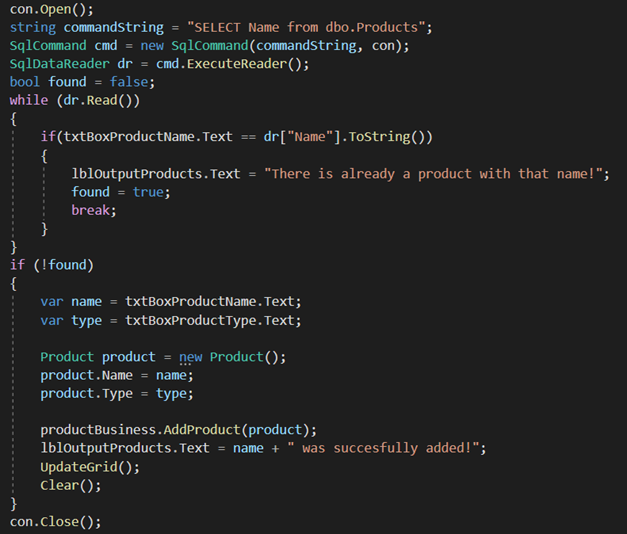 con.Open();
string commandString = "SELECT Name from dbo.Products";
SqlCommand cmd = new SqlCommand(commandString, con);
SqlDataReader dr = cmd.ExecuteReader();
bool found = false;
while (dr.Read())
{
    if(txtBoxProductName.Text == dr["Name"].ToString())
    {
        lblOutputProducts.Text = "There is already a product with that name!";
        found = true;
        break;
    }
}
if (!found)
{
    var name = txtBoxProductName.Text;
    var type = txtBoxProductType.Text;

    Product product = new Product();
    product.Name = name;
    product.Type = type;

    productBusiness.AddProduct(product);
    lblOutputProducts.Text = name + " was succesfully added!";
    UpdateGrid();
    Clear();
}
con.Close();